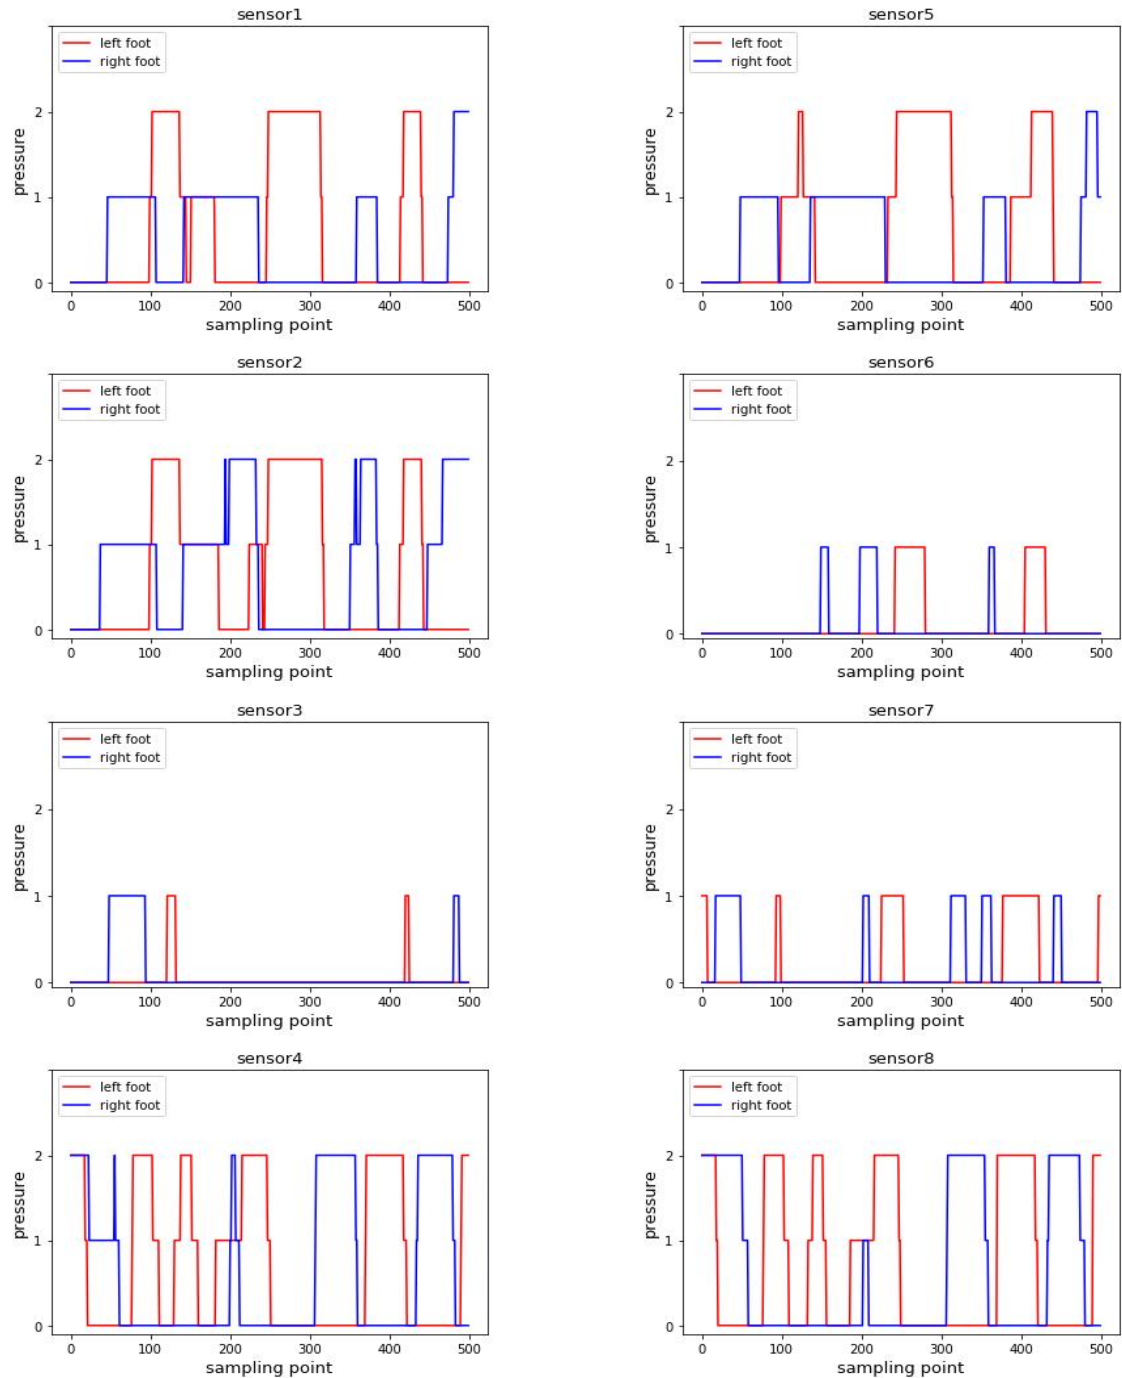 sensor1
left foot
right foot
2
1
0
pressure
0 100 200 300 400 500
sampling point
sensor5
left foot
right foot
2
1
0
pressure
0 100 200 300 400 500
sampling point
sensor2
left foot
right foot
2
1
0
pressure
0 100 200 300 400 500
sampling point
sensor6
left foot
right foot
2
1
0
pressure
0 100 200 300 400 500
sampling point
sensor3
left foot
right foot
2
1
0
pressure
0 100 200 300 400 500
sampling point
sensor7
left foot
right foot
2
1
0
pressure
0 100 200 300 400 500
sampling point
sensor4
left foot
right foot
2
1
0
pressure
0 100 200 300 400 500
sampling point
sensor8
left foot
right foot
2
1
0
pressure
0 100 200 300 400 500
sampling point